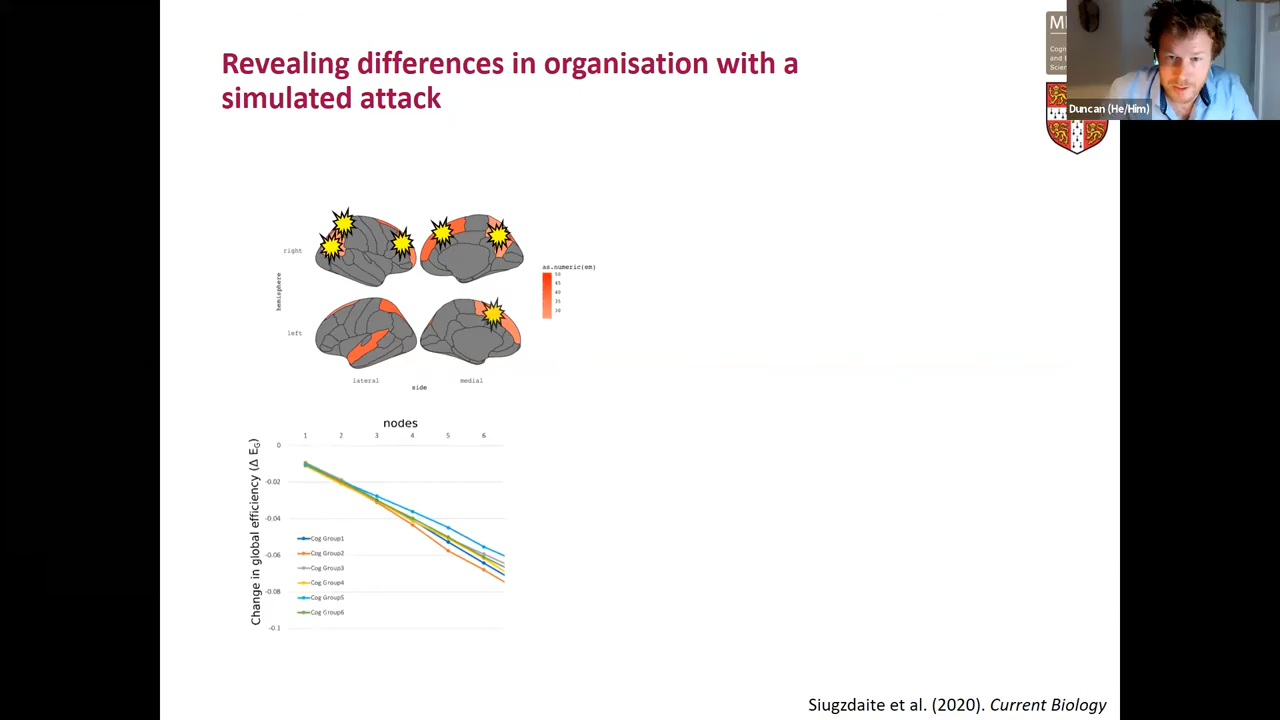 Revealing differences in organisation with a
simulated attack
Duncan (He/Him)
right
left
hemisphere
lateral
medial
side
as.numeric(em)
50
45
40
35
30
nodes
1 2 3 4 5 6
Change in global efficiency (Δ EG)
0
-0.02
-0.04
-0.06
-0.08
-0.1
Cog Group1
Cog Group2
Cog Group3
Cog Group4
Cog Group5
Cog Group6
Siugzdaite et al. (2020). Current Biology